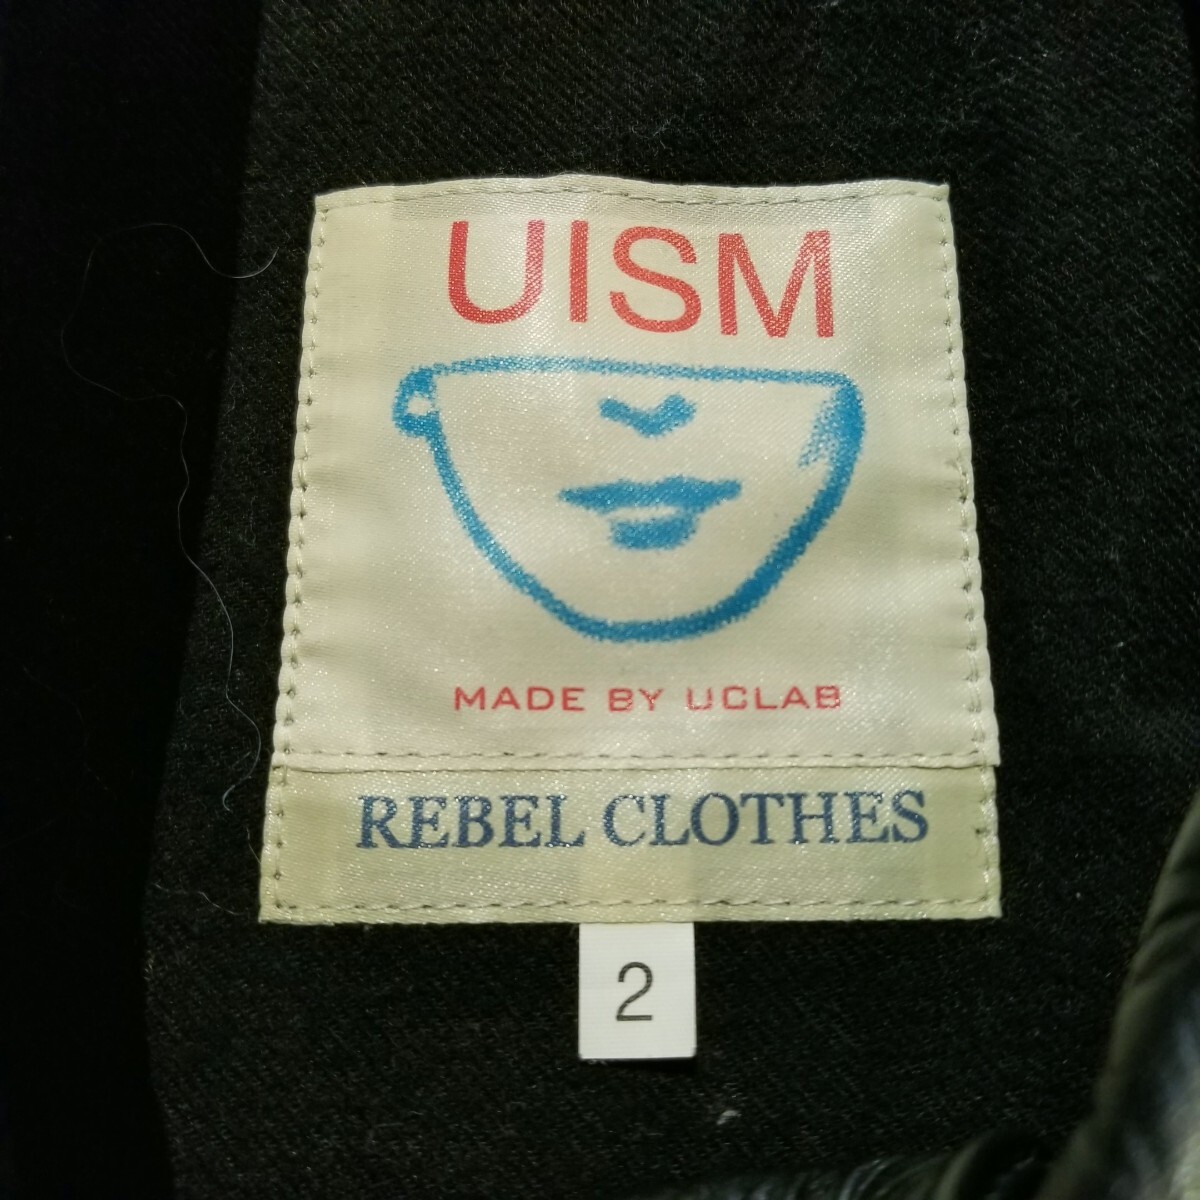 UISM
MADE BY UCLAB
REBEL CLOTHES
2